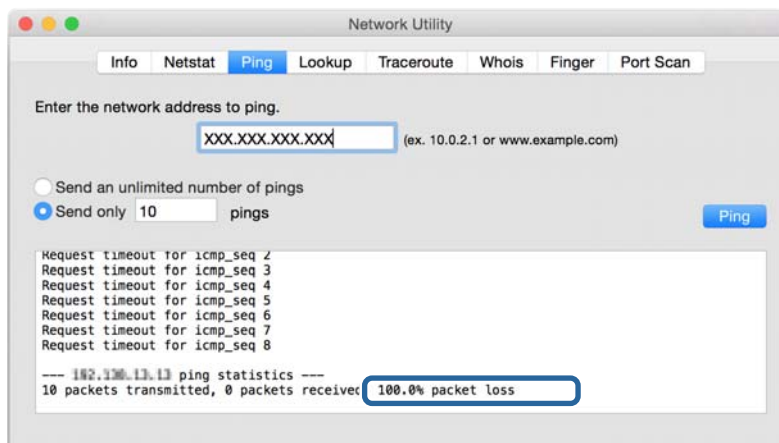 Network Utility
Info Netstat Ping Lookup Traceroute Whois Finger Port Scan
Enter the network address to ping.
XXX.XXX.XXX.XXX (ex. 10.0.2.1 or www.example.com)
Send an unlimited number of pings
Send only 10 pings
Ping
Request timeout for icmp_seq 2
Request timeout for icmp_seq 3
Request timeout for icmp_seq 4
Request timeout for icmp_seq 5
Request timeout for icmp_seq 6
Request timeout for icmp_seq 7
Request timeout for icmp_seq 8
--- ping statistics ---
10 packets transmitted, 0 packets received 100.0% packet loss